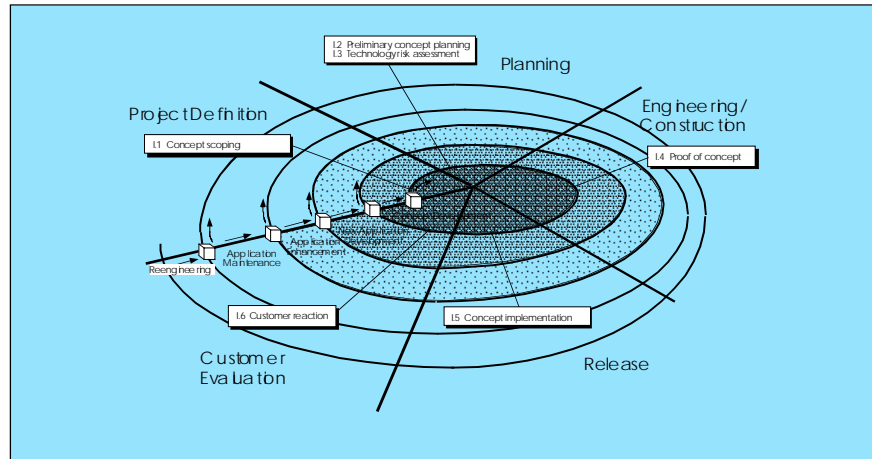 I.2 Preliminary concept planning
I.3 Technology risk assessment
Planning
Project Definition
Engineering/
Construction
I.1 Concept scoping
I.4 Proof of concept
Application
Application
Enhancement
Maintenance
Reengineering
I.6 Customer reaction
I.5 Concept implementation
Customer
Evaluation
Release